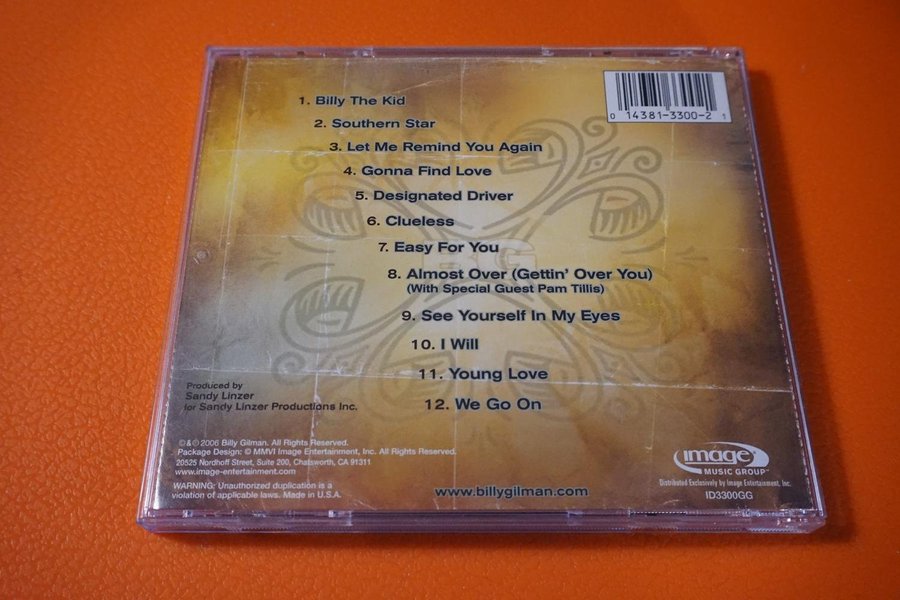 1. Billy The Kid
2. Southern Star
3. Let Me Remind You Again
4. Gonna Find Love
5. Designated Driver
6. Clueless
7. Easy For You
8. Almost Over (Gettin' Over You)
(With Special Guest Pam Tillis)
9. See Yourself In My Eyes
10. I Will
11. Young Love
12. We Go On
0 14381-3300-2 1
BG
Produced by
Sandy Linzer
for Sandy Linzer Productions Inc.
℗ & © 2006 Billy Gilman. All Rights Reserved.
Package Design: © MMVI Image Entertainment, Inc. All Rights Reserved.
20525 Nordhoff Street, Suite 200, Chatsworth, CA 91311
www.image-entertainment.com
WARNING: Unauthorized duplication is a
violation of applicable laws. Made in U.S.A.
www.billygilman.com
image
MUSIC GROUP™
Distributed Exclusively by Image Entertainment, Inc.
ID3300GG